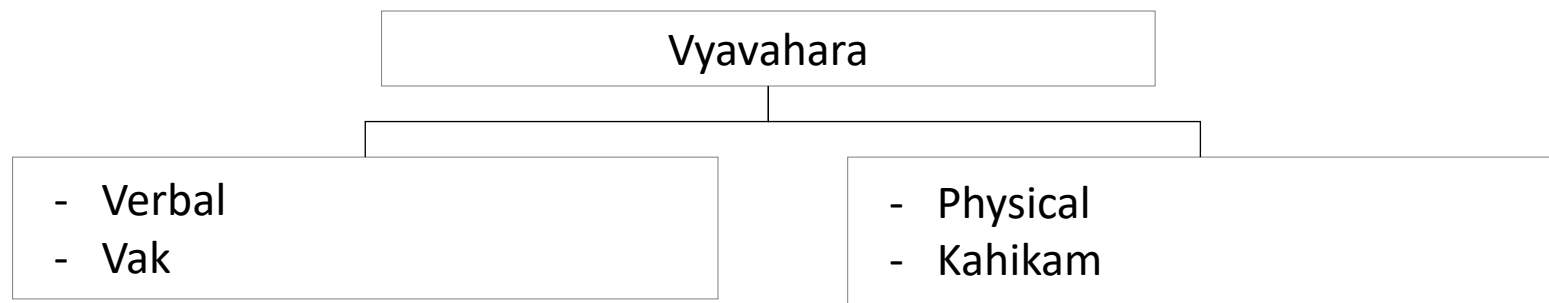 Vyavahara
- Verbal
- Vak
- Physical
- Kahikam